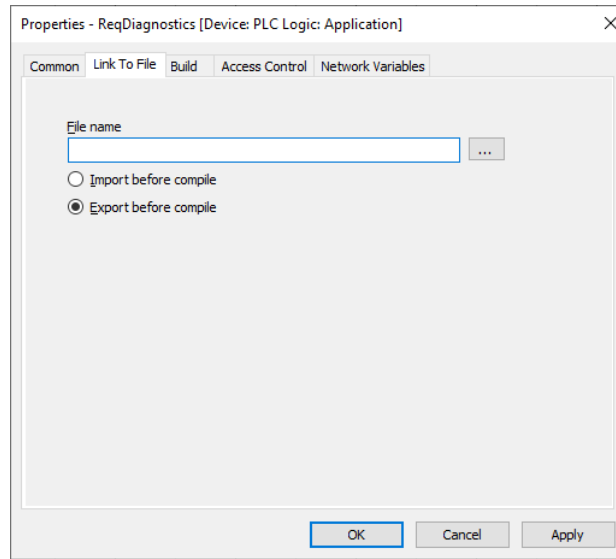 Properties - ReqDiagnostics [Device: PLC Logic: Application]
Common Link To File Build Access Control Network Variables
File name
...
Import before compile
Export before compile
OK Cancel Apply